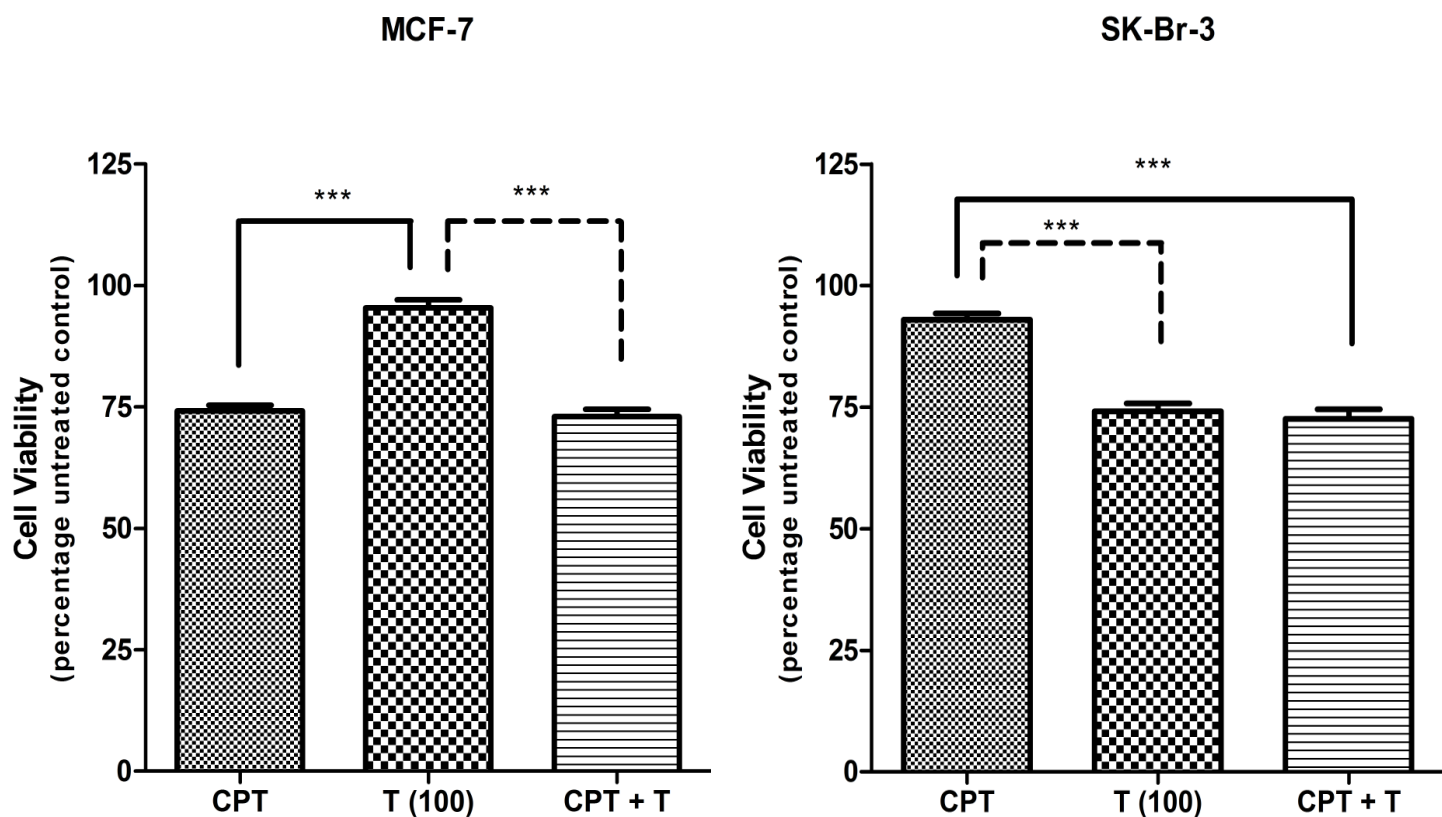 MCF-7
125
100
75
50
25
0
Cell Viability
(percentage untreated control)
***
***
CPT
T (100)
CPT + T
SK-Br-3
125
100
75
50
25
0
Cell Viability
(percentage untreated control)
***
***
CPT
T (100)
CPT + T